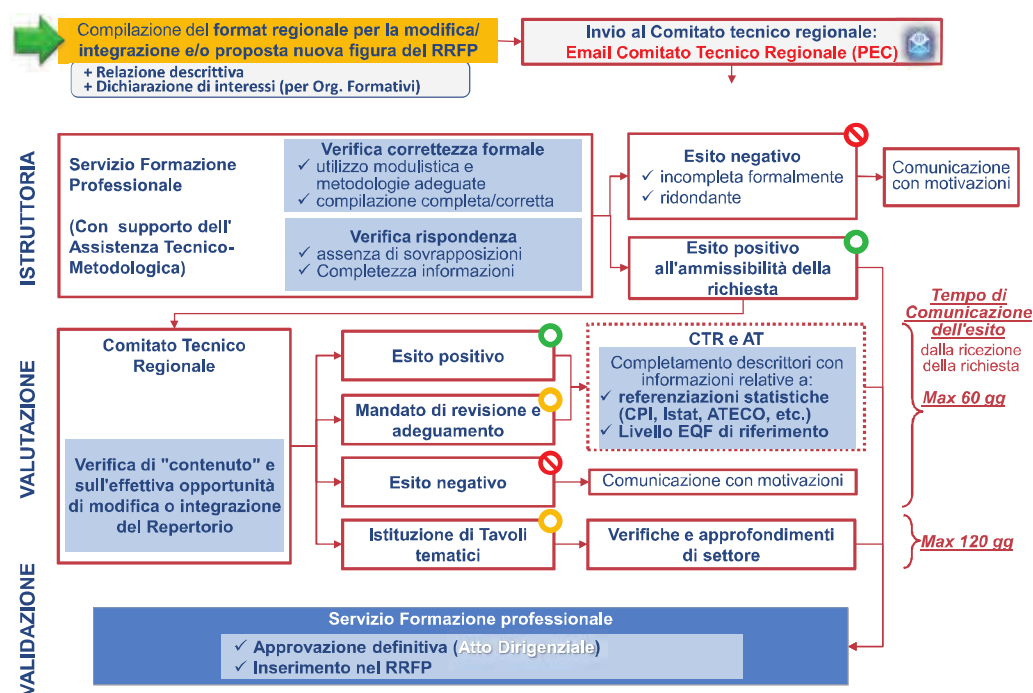 Compilazione del format regionale per la modifica/
integrazione e/o proposta nuova figura del RRFP
+ Relazione descrittiva
+ Dichiarazione di interessi (per Org. Formativi)
Invio al Comitato tecnico regionale:
Email Comitato Tecnico Regionale (PEC)
ISTRUTTORIA
Servizio Formazione
Professionale
(Con supporto dell'
Assistenza Tecnico-
Metodologica)
Verifica correttezza formale
✓ utilizzo modulistica e
metodologie adeguate
✓ compilazione completa/corretta
Verifica rispondenza
✓ assenza di sovrapposizioni
✓ Completezza informazioni
Esito negativo
✓ incompleta formalmente
✓ ridondante
Comunicazione
con motivazioni
Esito positivo
all'ammissibilità della
richiesta
Tempo di
Comunicazione
dell'esito
dalla ricezione
della richiesta
Max 60 gg
VALUTAZIONE
Comitato Tecnico
Regionale
Verifica di "contenuto" e
sull'effettiva opportunità
di modifica o integrazione
del Repertorio
Esito positivo
Mandato di revisione e
adeguamento
CTR e AT
Completamento descrittori con
informazioni relative a:
✓ referenziazioni statistiche
(CPI, Istat, ATECO, etc.)
✓ Livello EQF di riferimento
Esito negativo
Comunicazione con motivazioni
Istituzione di Tavoli
tematici
Verifiche e approfondimenti
di settore
Max 120 gg
VALIDAZIONE
Servizio Formazione professionale
✓ Approvazione definitiva (Atto Dirigenziale)
✓ Inserimento nel RRFP